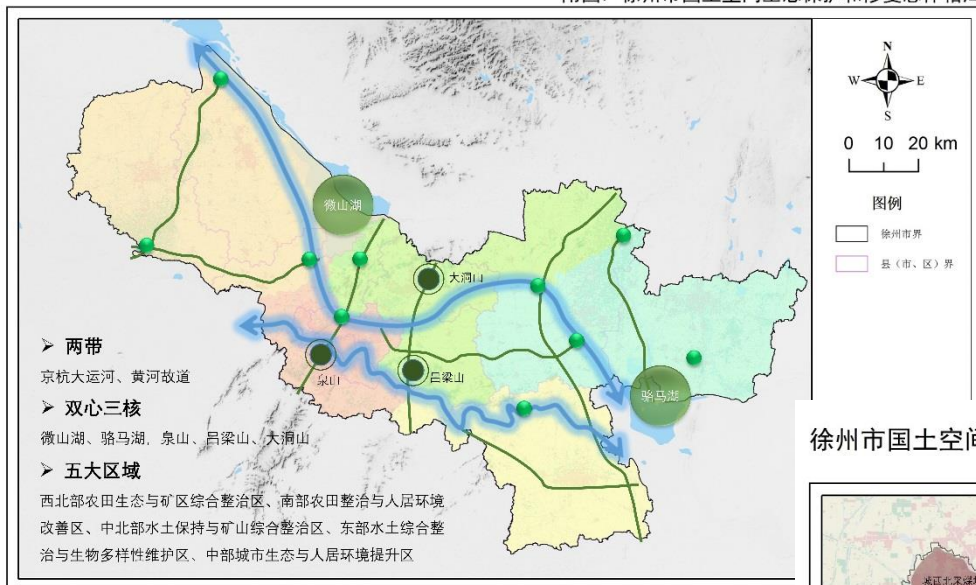 N
W
E
S
0 10 20 km
图例
徐州市界
县（市、区）界
微山湖
大洞山
泉山
吕梁山
骆马湖
➤ 两带
京杭大运河、黄河故道
➤ 双心三核
微山湖、骆马湖，泉山、吕梁山、大洞山
➤ 五大区域
西北部农田生态与矿区综合整治区、南部农田整治与人居环境
改善区、中北部水土保持与矿山综合整治区、东部水土综合整
治与生物多样性维护区、中部城市生态与人居环境提升区
徐州市国土空间